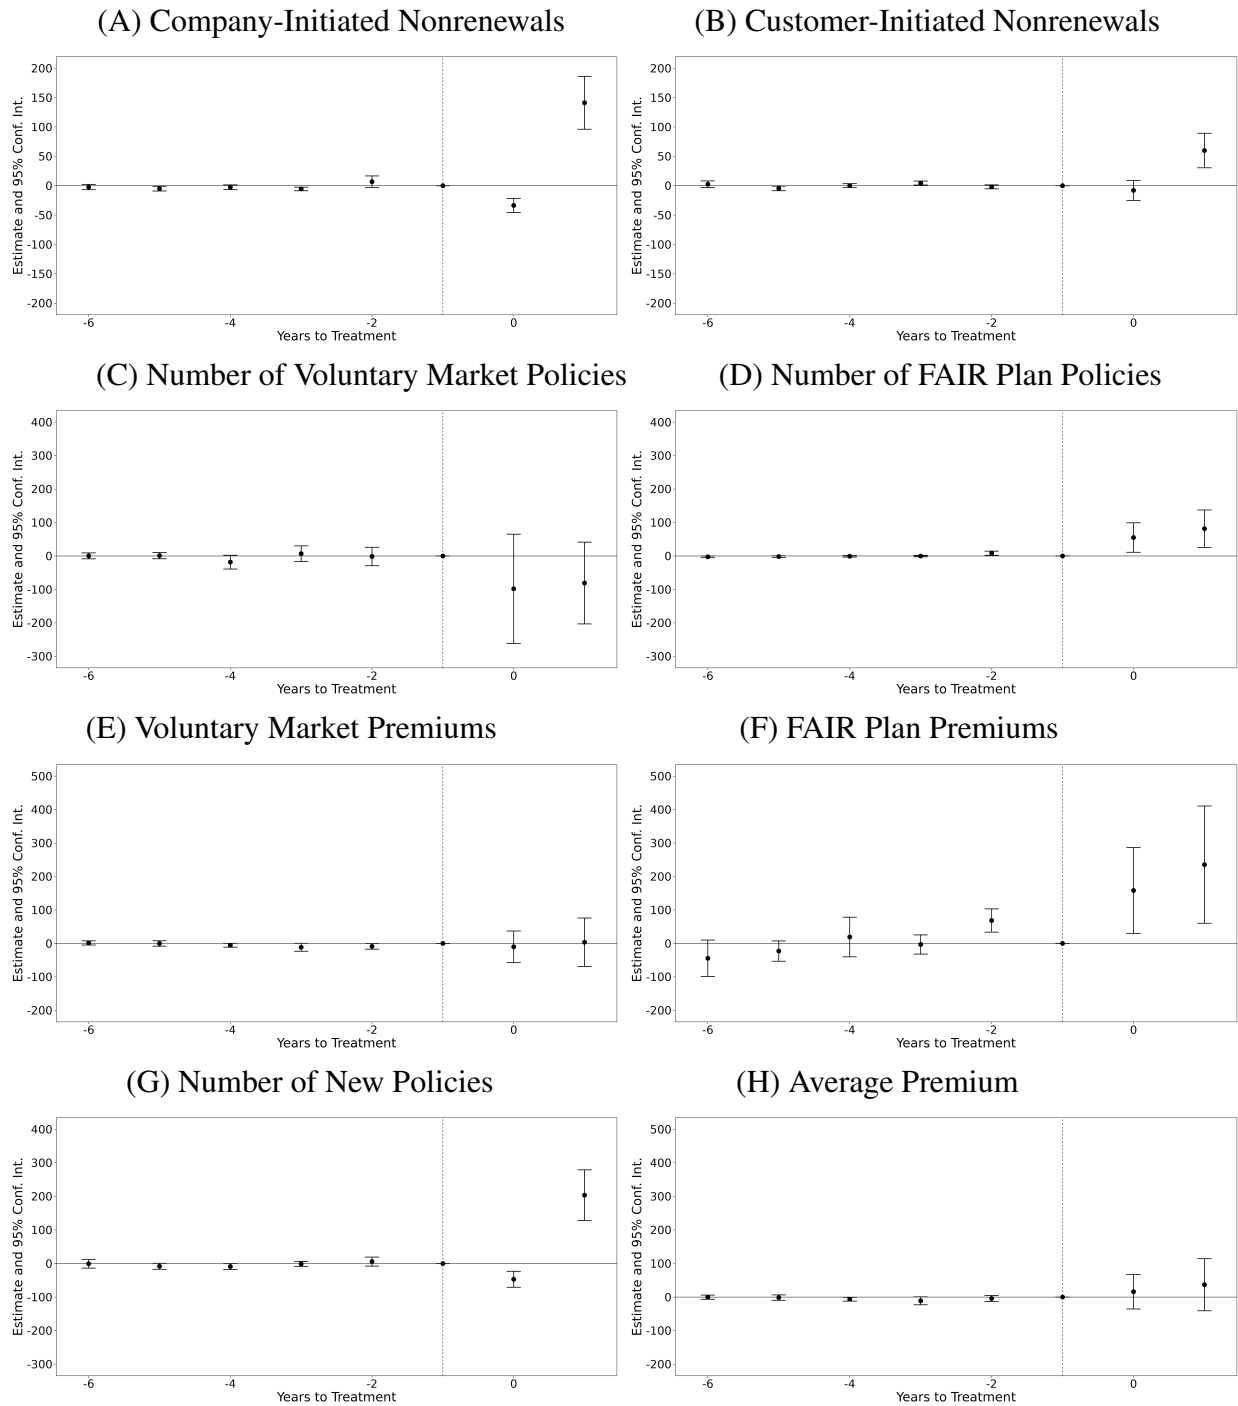 (A) Company-Initiated Nonrenewals
200
150
100
50
0
-50
-100
-150
-200
Estimate and 95% Conf. Int.
-6 -4 -2 0
Years to Treatment
(B) Customer-Initiated Nonrenewals
200
150
100
50
0
-50
-100
-150
-200
Estimate and 95% Conf. Int.
-6 -4 -2 0
Years to Treatment
(C) Number of Voluntary Market Policies
400
300
200
100
0
-100
-200
-300
Estimate and 95% Conf. Int.
-6 -4 -2 0
Years to Treatment
(D) Number of FAIR Plan Policies
400
300
200
100
0
-100
-200
-300
Estimate and 95% Conf. Int.
-6 -4 -2 0
Years to Treatment
(E) Voluntary Market Premiums
500
400
300
200
100
0
-100
-200
Estimate and 95% Conf. Int.
-6 -4 -2 0
Years to Treatment
(F) FAIR Plan Premiums
500
400
300
200
100
0
-100
-200
Estimate and 95% Conf. Int.
-6 -4 -2 0
Years to Treatment
(G) Number of New Policies
400
300
200
100
0
-100
-200
-300
Estimate and 95% Conf. Int.
-6 -4 -2 0
Years to Treatment
(H) Average Premium
500
400
300
200
100
0
-100
-200
Estimate and 95% Conf. Int.
-6 -4 -2 0
Years to Treatment